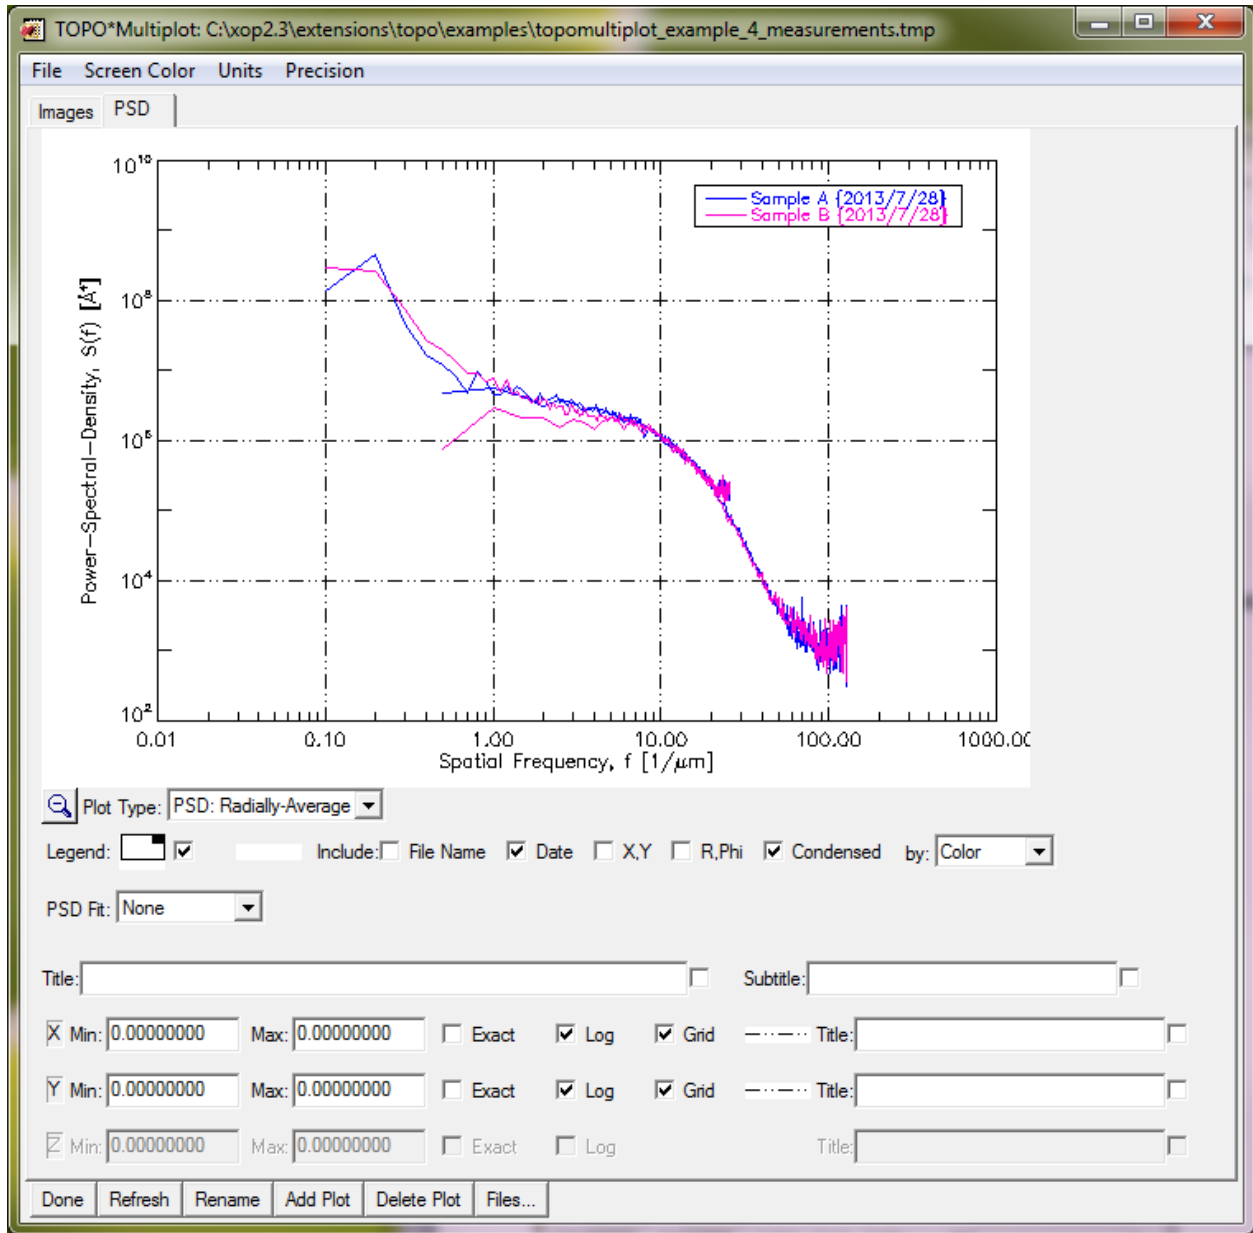 TOPO*Multiplot: C:\xop2.3\extensions\topo\examples\topomultiplot_example_4_measurements.tmp
File Screen Color Units Precision
Images PSD
10¹⁰
Sample A {2013/7/28}
Sample B {2013/7/28}
10⁸
Power-Spectral-Density, S(f) [Å⁴]
10⁶
10⁴
10²
0.01 0.10 1.00 10.00 100.00 1000.00
Spatial Frequency, f [1/μm]
Plot Type: PSD: Radially-Average
Legend: Include: File Name Date X,Y R,Phi Condensed by: Color
PSD Fit: None
Title: Subtitle:
X Min: 0.00000000 Max: 0.00000000 Exact Log Grid Title:
Y Min: 0.00000000 Max: 0.00000000 Exact Log Grid Title:
Z Min: 0.00000000 Max: 0.00000000 Exact Log Title:
Done Refresh Rename Add Plot Delete Plot Files...